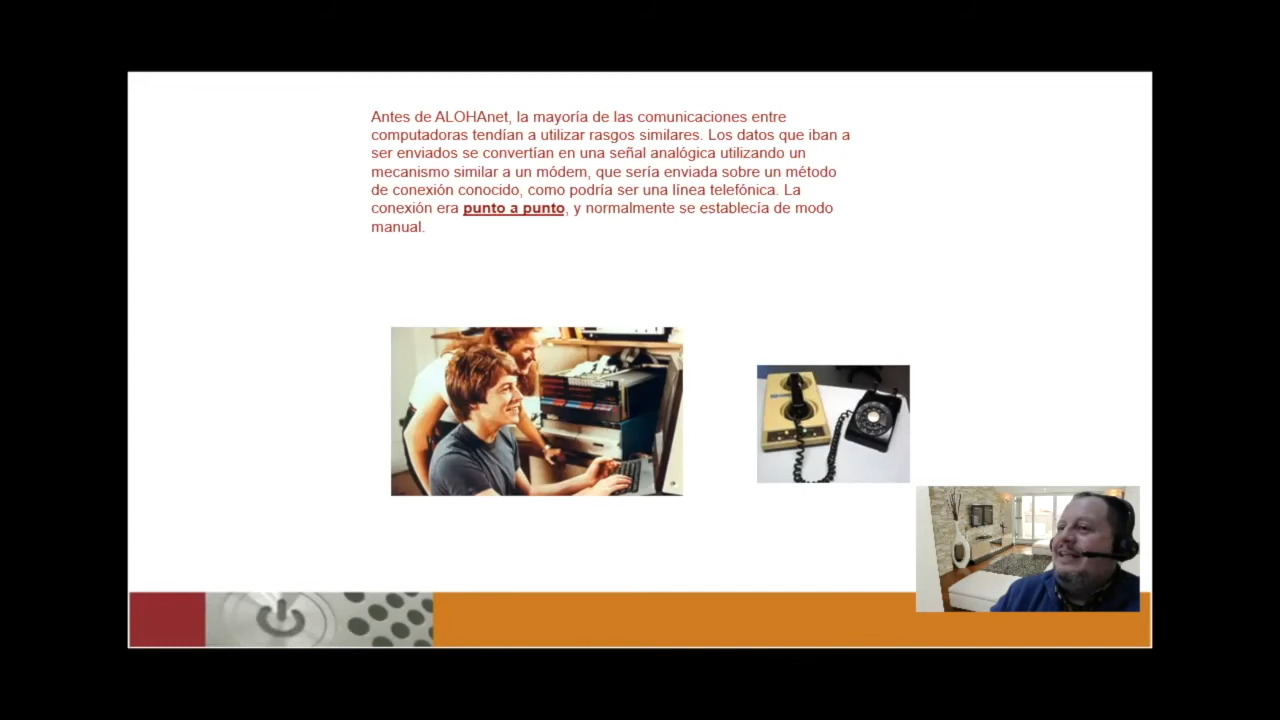 Antes de ALOHAnet, la mayoría de las comunicaciones entre
computadoras tendían a utilizar rasgos similares. Los datos que iban a
ser enviados se convertían en una señal analógica utilizando un
mecanismo similar a un módem, que sería enviada sobre un método
de conexión conocido, como podría ser una línea telefónica. La
conexión era punto a punto, y normalmente se establecía de modo
manual.